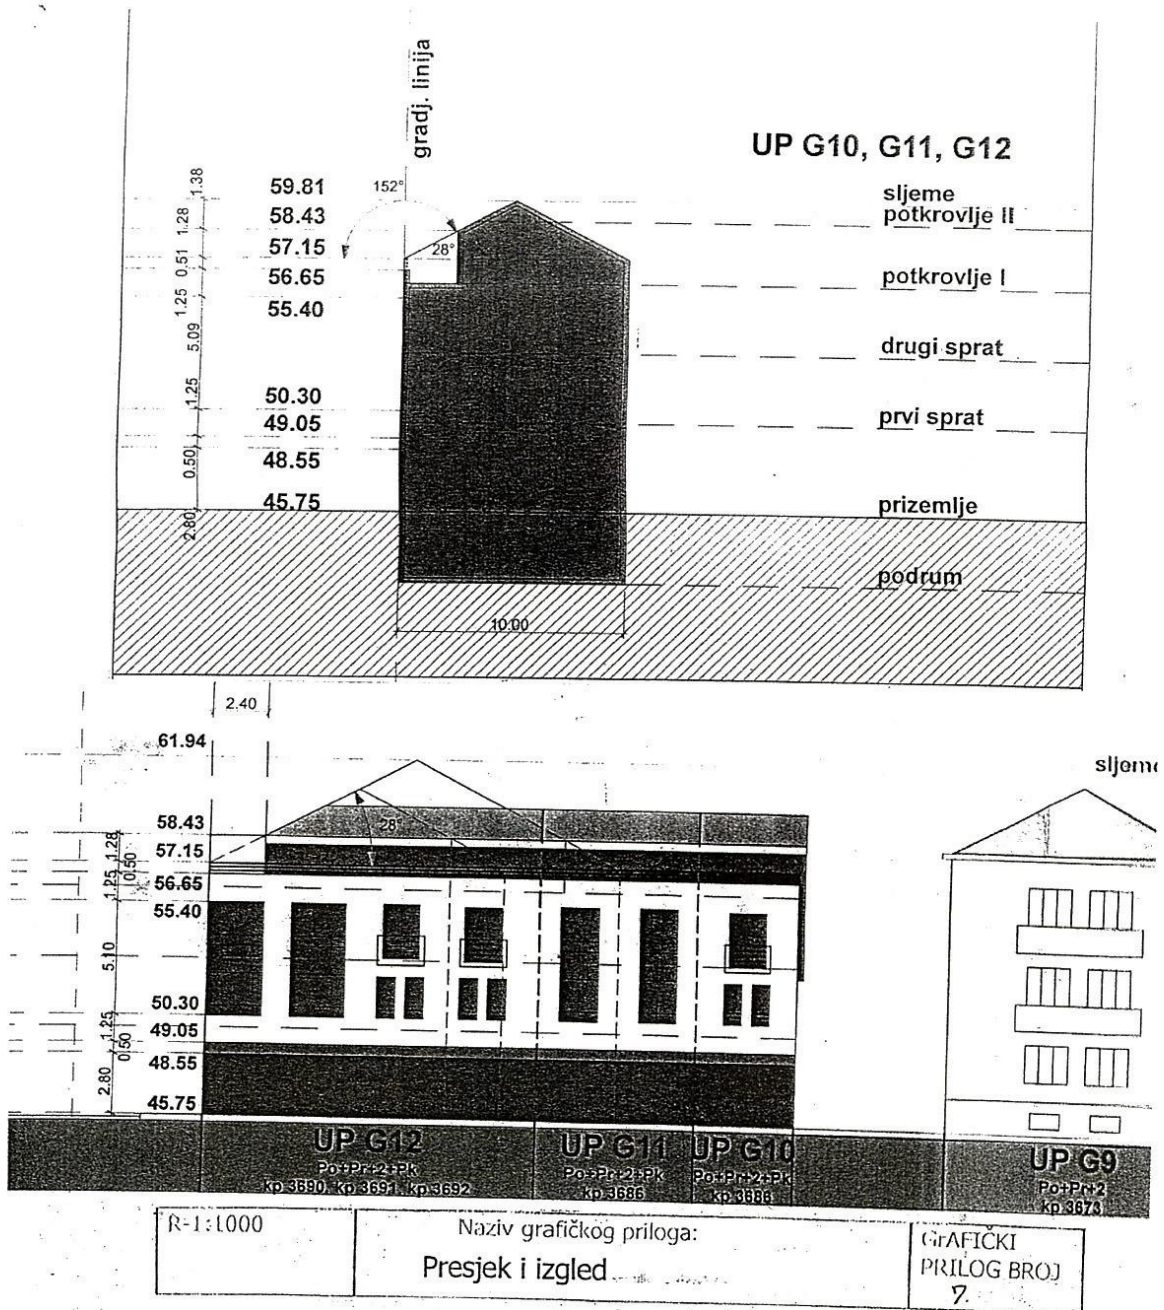 gradj. linija
UP G10, G11, G12
152°
28°
1.38
1.28
0.51
1.25
5.09
1.25
0.50
2.80
59.81
58.43
57.15
56.65
55.40
50.30
49.05
48.55
45.75
sljeme
potkrovlje II
potkrovlje I
drugi sprat
prvi sprat
prizemlje
podrum
10.00
2.40
61.94
58.43
57.15
56.65
55.40
50.30
49.05
48.55
45.75
1.28
0.50
1.25
5.10
1.25
0.50
2.80
28°
UP G12
Po+Pr+2+Pk
kp 3690, kp 3691, kp 3692
UP G11
Po+Pr+2+Pk
kp 3686
UP G10
Po+Pr+2+Pk
kp 3686
UP G9
Po+Pr+2
kp 3673
R-1:1000
Naziv grafičkog priloga:
Presjek i izgled
GrAFIČKI
PRILOG BROJ
7.